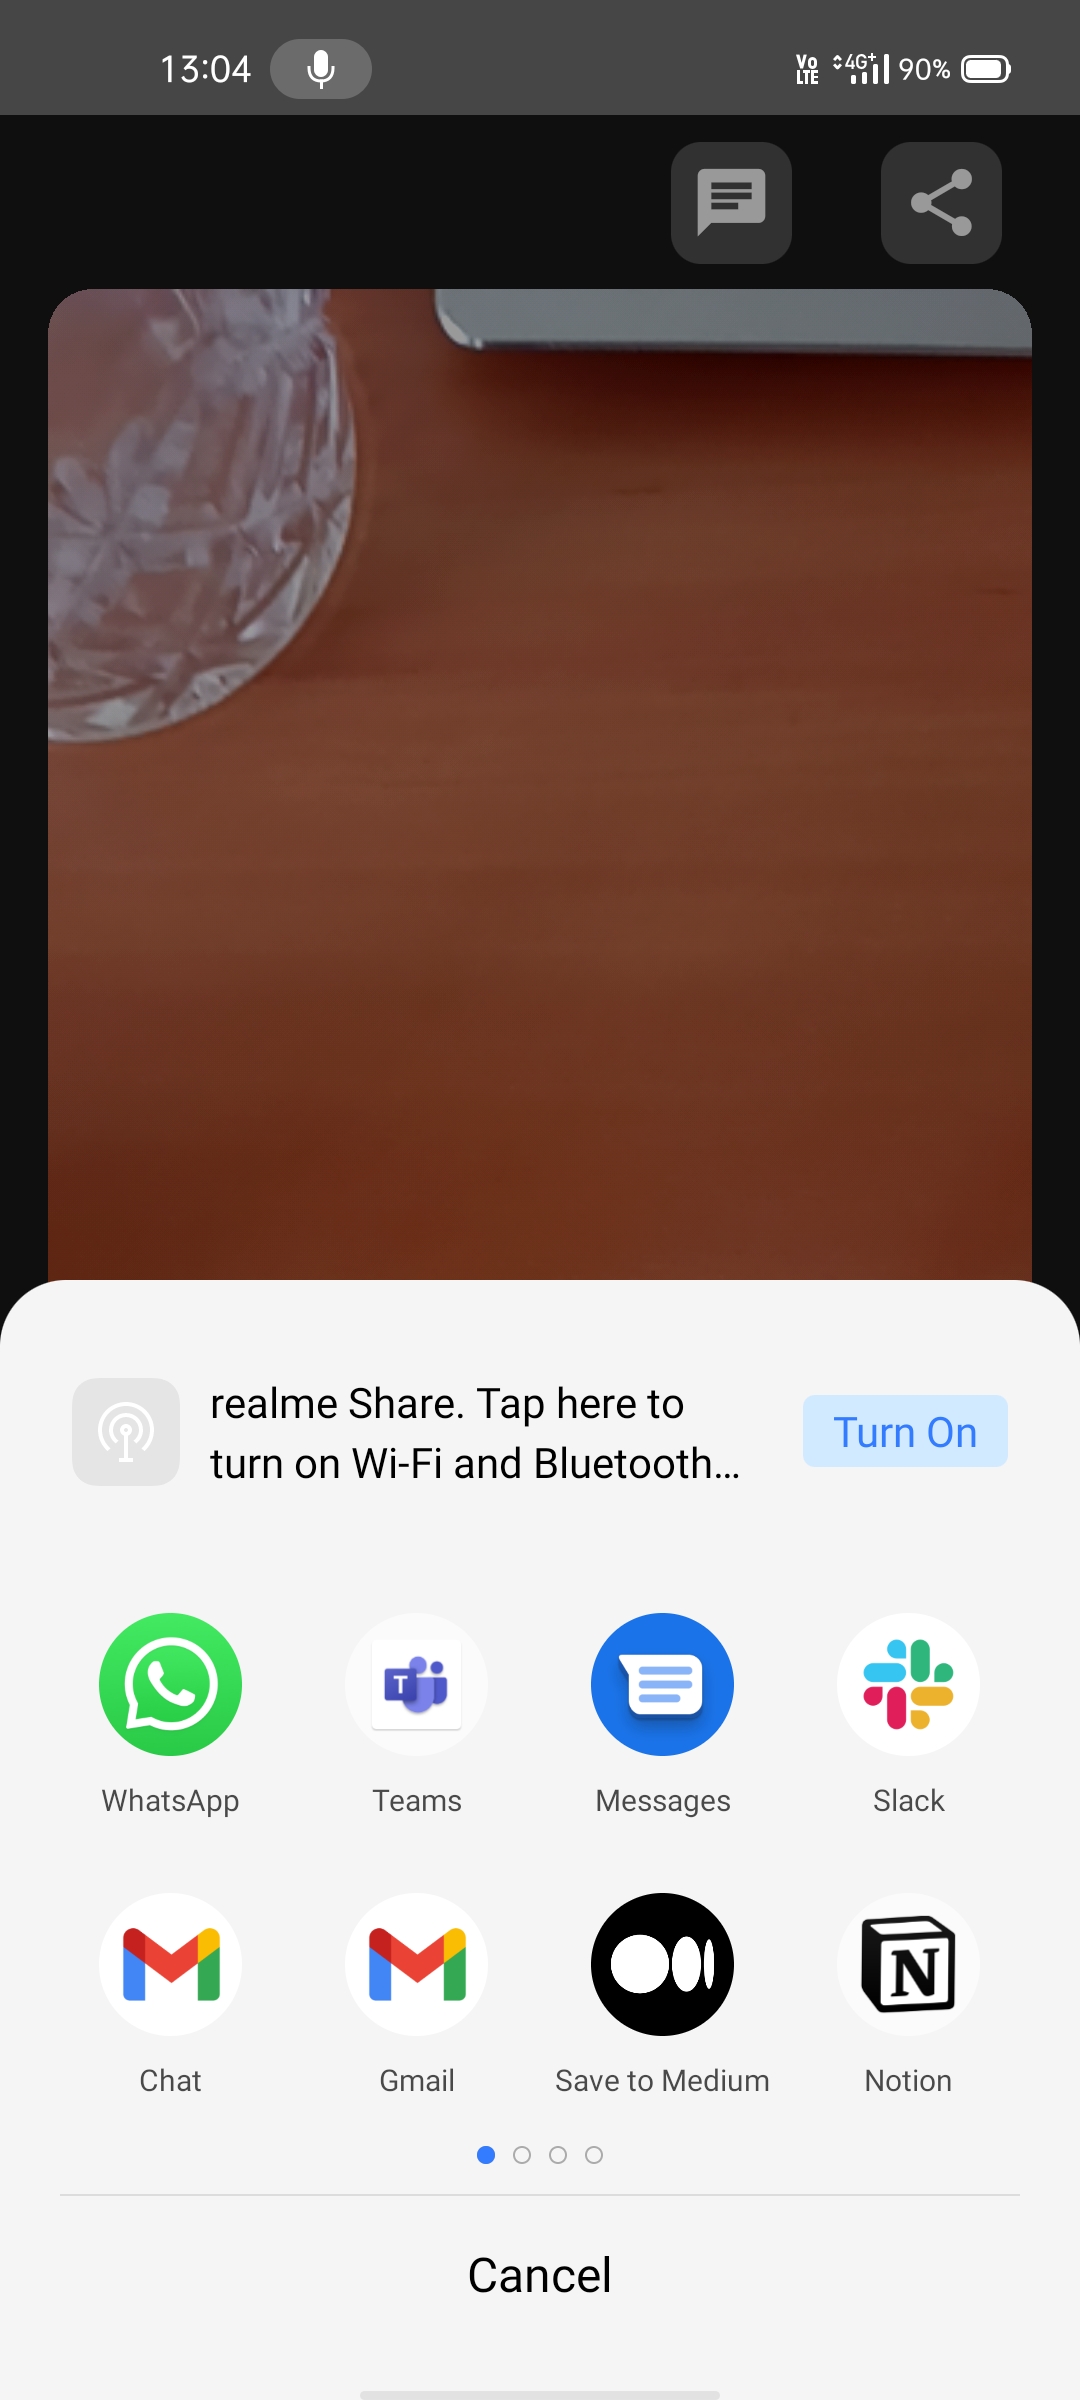 13:04
Vo
LTE
4G+
90%
realme Share. Tap here to
turn on Wi-Fi and Bluetooth...
Turn On
T
WhatsApp
Teams
Messages
Slack
N
Chat
Gmail
Save to Medium
Notion
Cancel